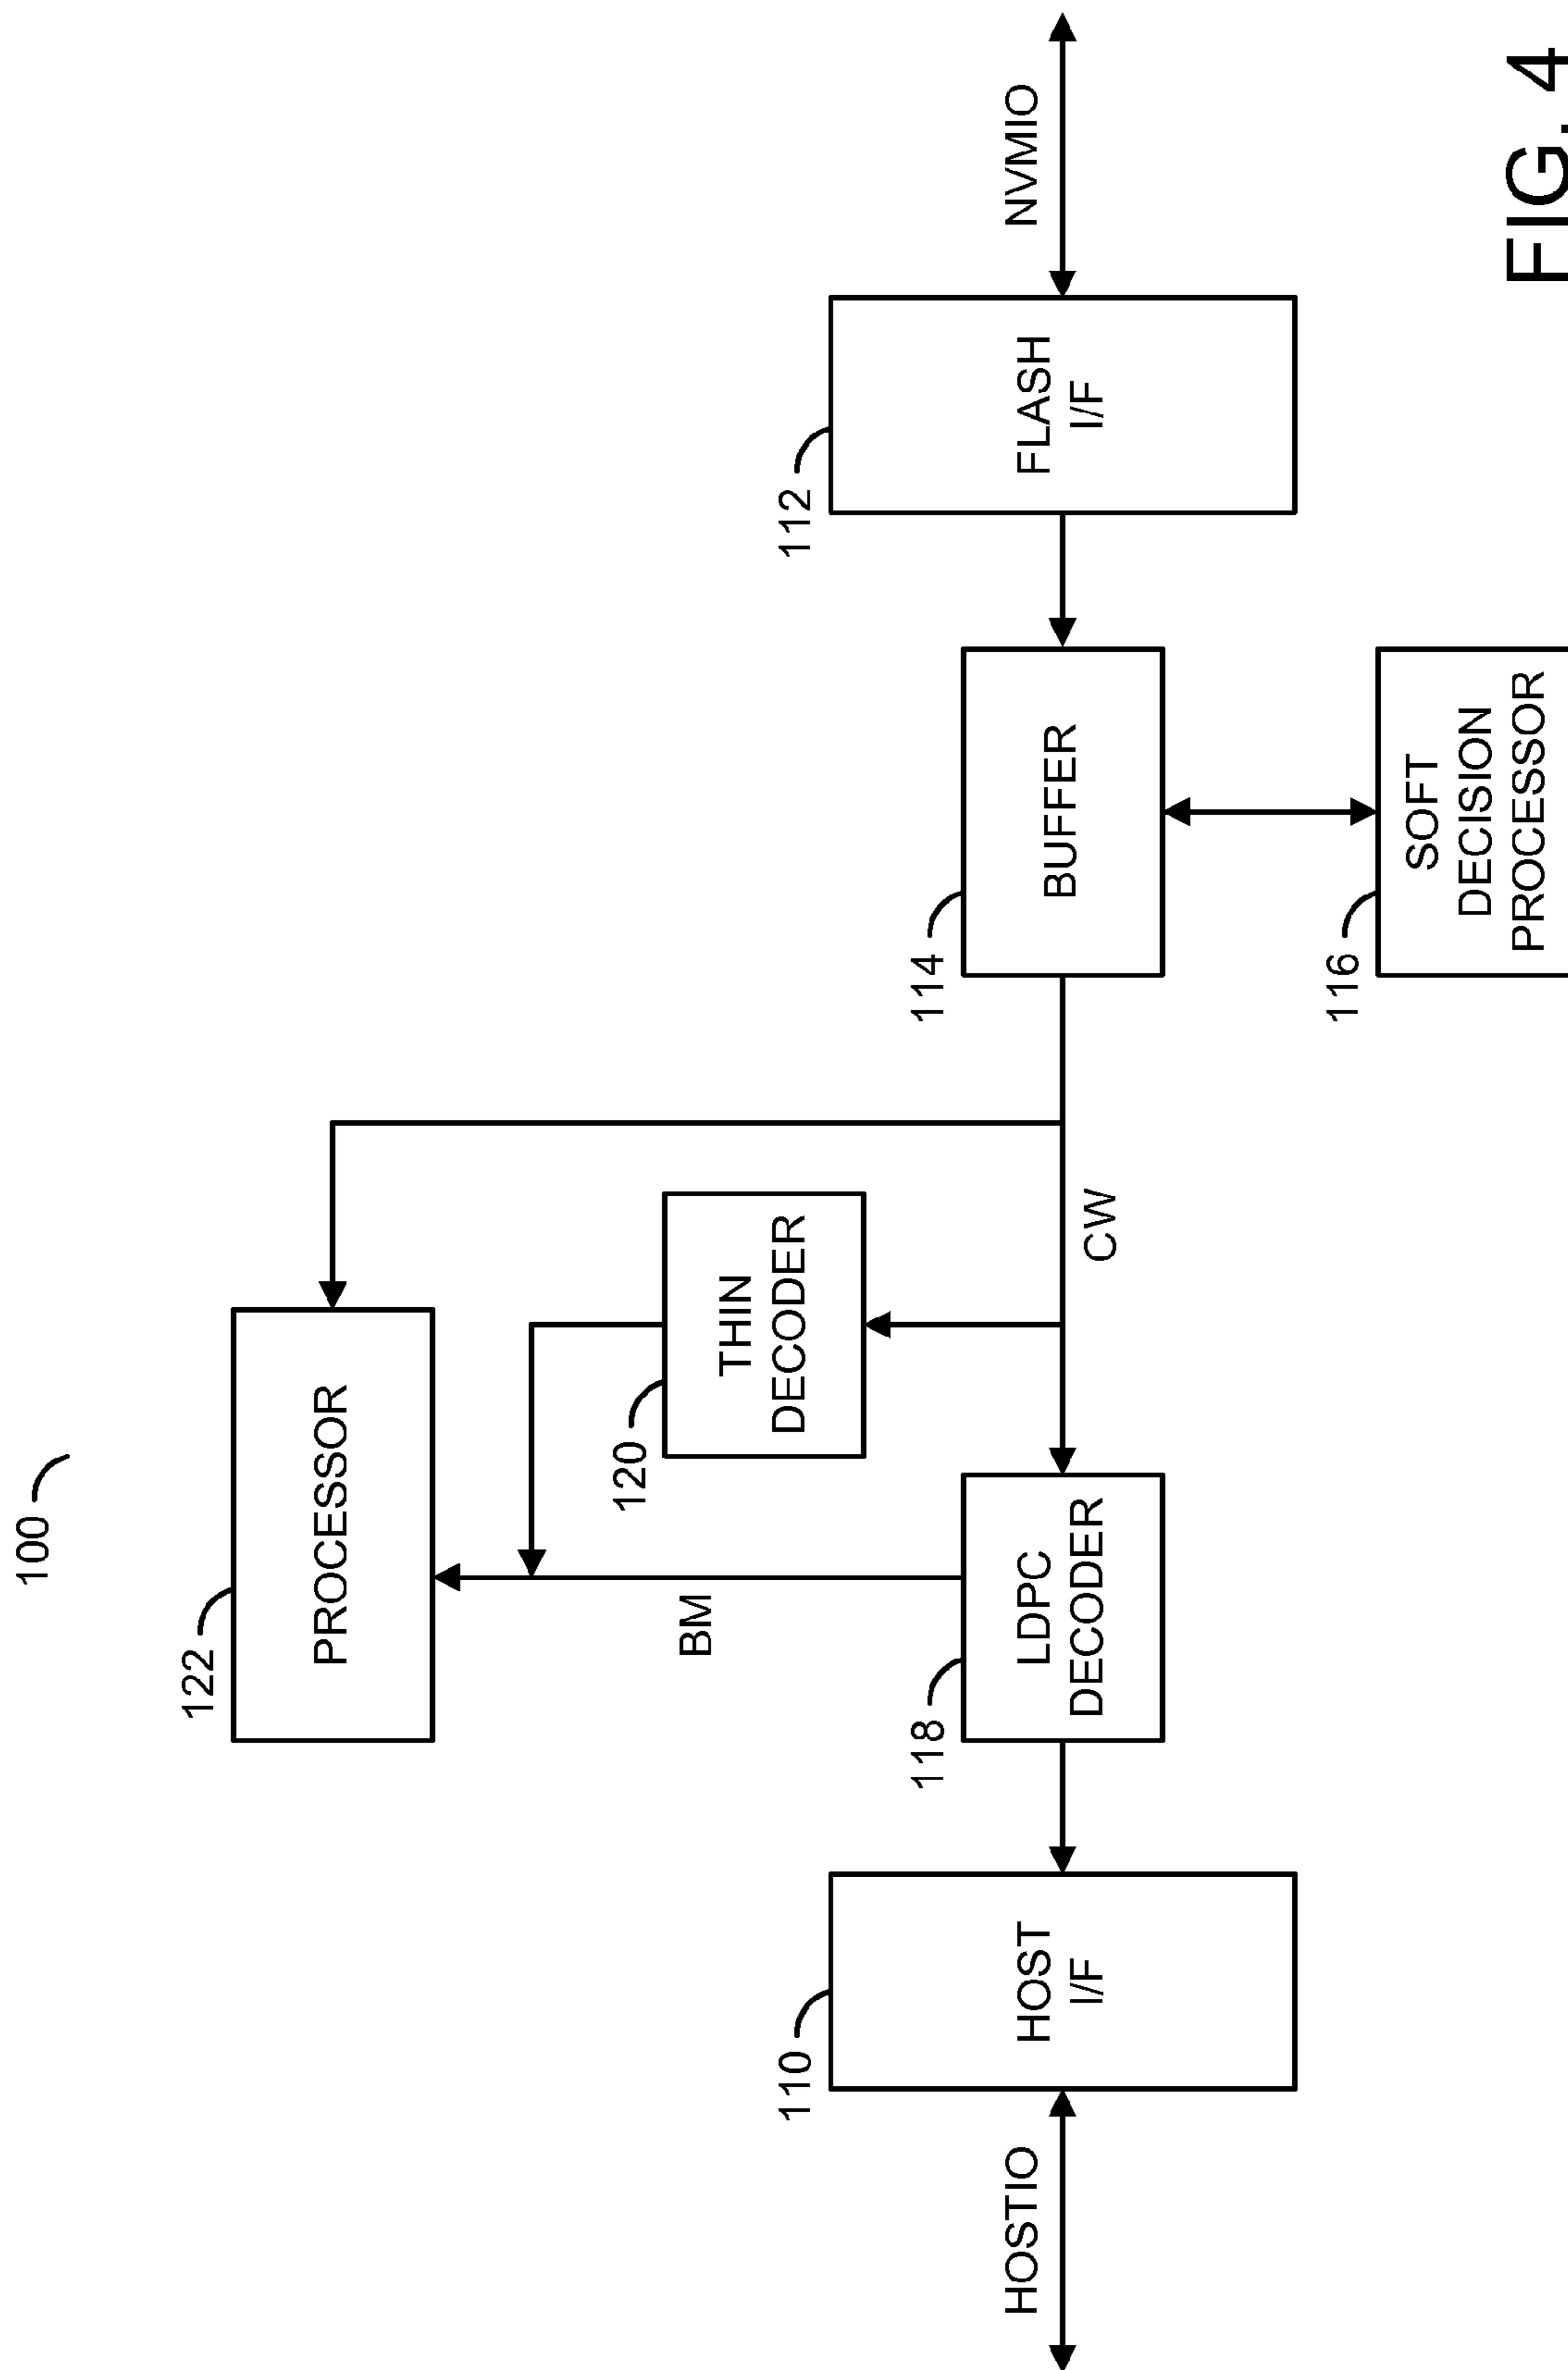 100
122
PROCESSOR
BM
120
THIN
DECODER
HOSTIO
110
HOST
I/F
118
LDPC
DECODER
CW
114
BUFFER
112
FLASH
I/F
NVMIO
116
SOFT
DECISION
PROCESSOR
FIG. 4